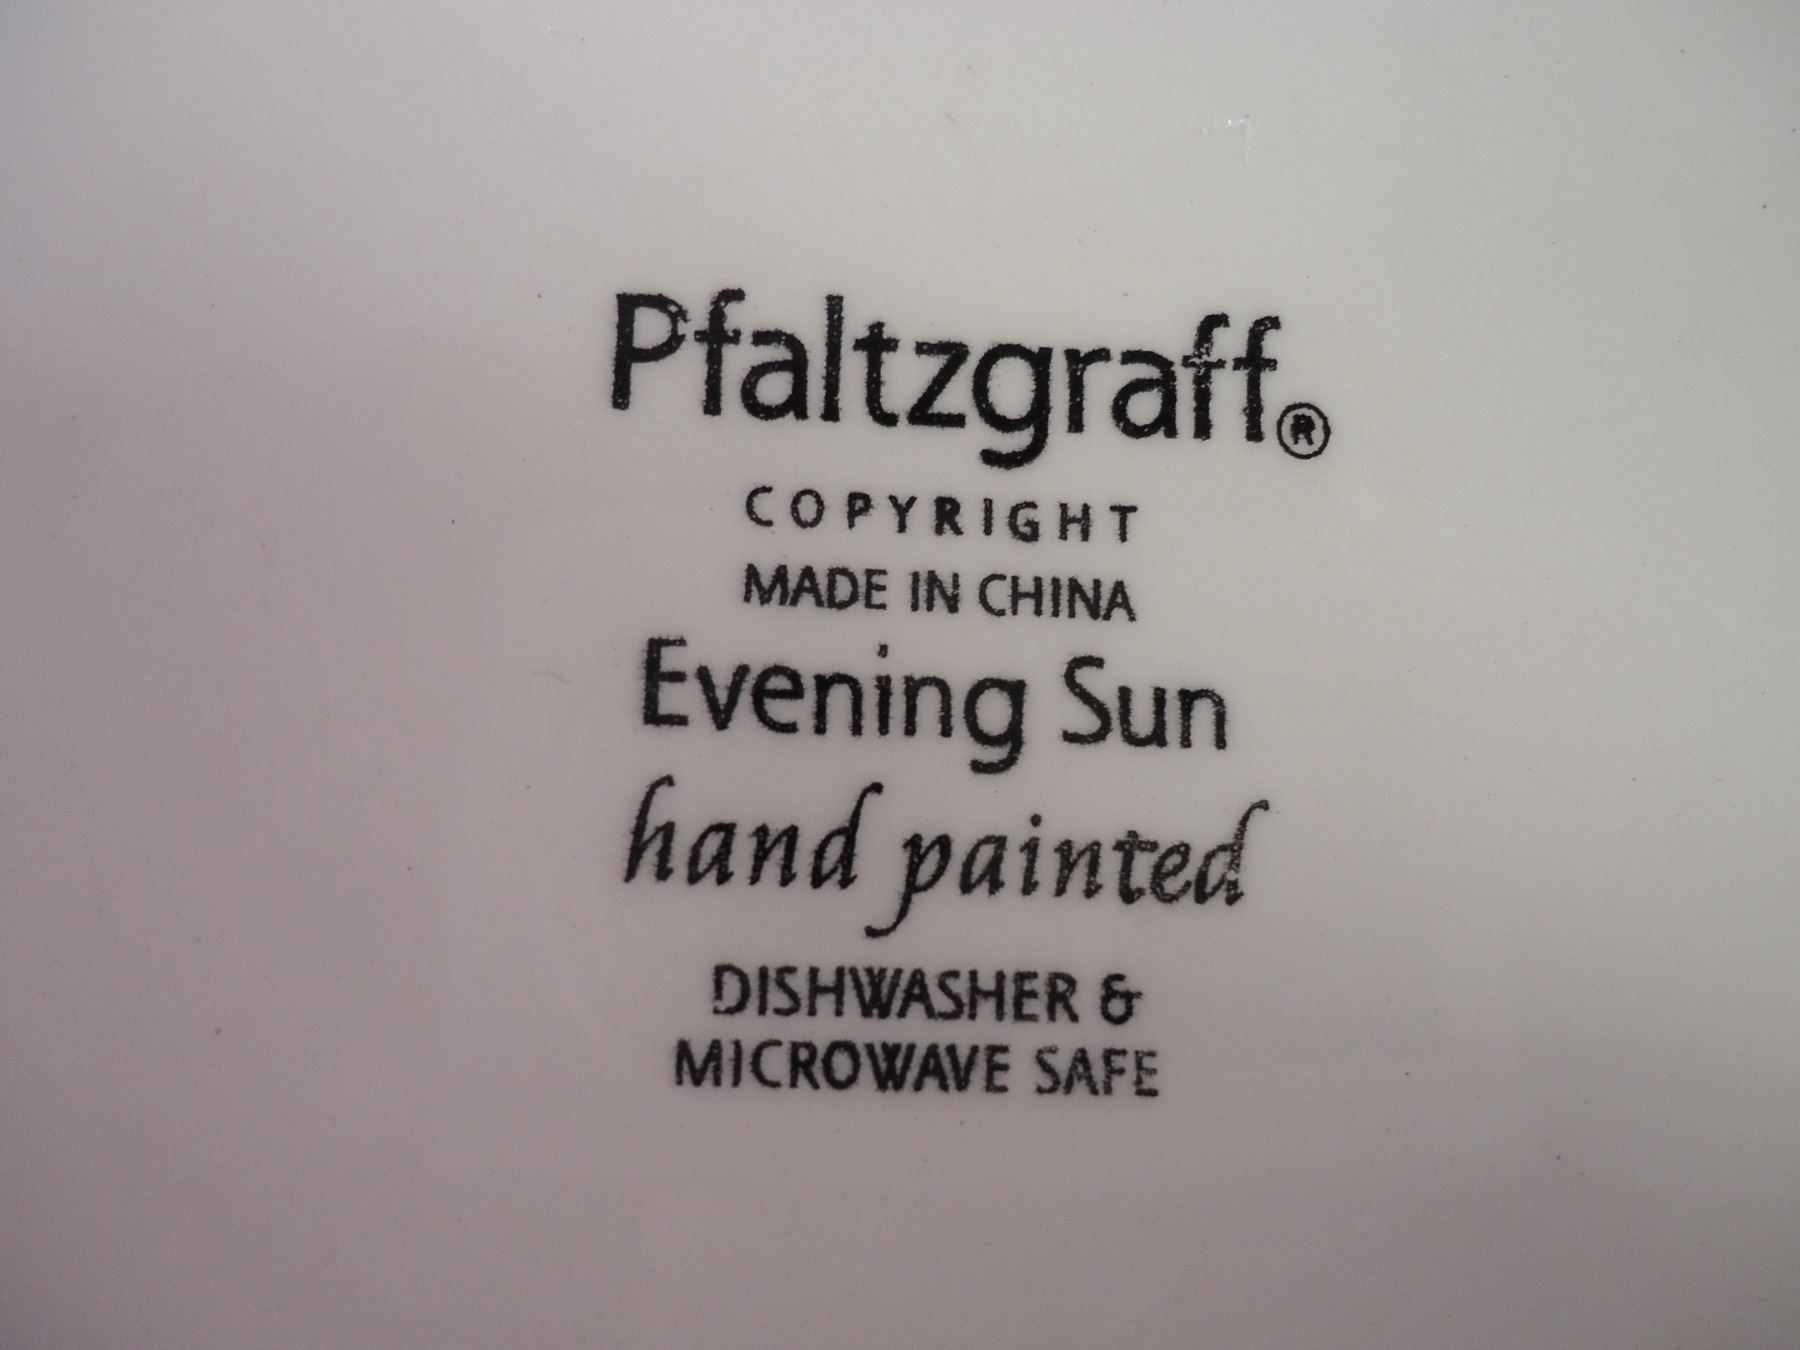 Pfaltzgraff®
COPYRIGHT
MADE IN CHINA
Evening Sun
hand painted
DISHWASHER &
MICROWAVE SAFE